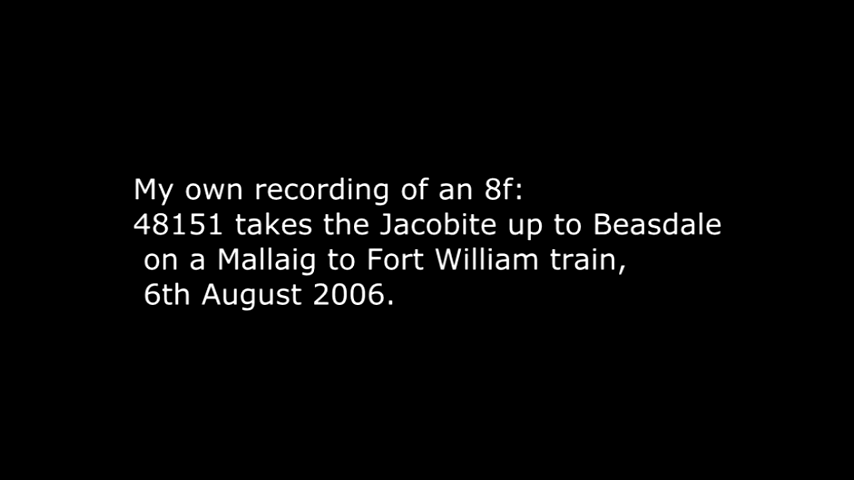 My own recording of an 8f:
48151 takes the Jacobite up to Beasdale
on a Mallaig to Fort William train,
6th August 2006.